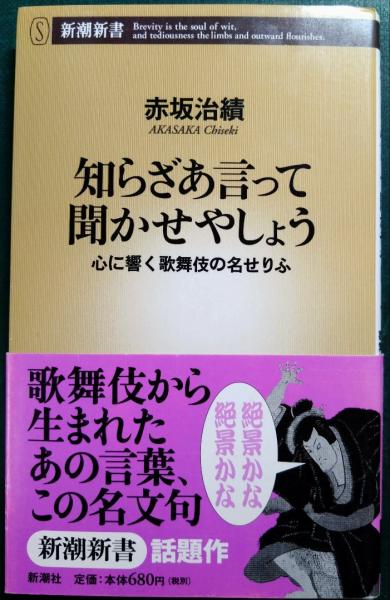 S
新潮新書
Brevity is the soul of wit,
and tediousness the limbs and outward flourishes.
赤坂治績
AKASAKA Chiseki
知らざあ言って
聞かせやしょう
心に響く歌舞伎の名せりふ
歌舞伎から
生まれた
あの言葉、
この名文句
絶景かな
絶景かな
新潮新書 話題作
新潮社 定価：本体680円(税別)